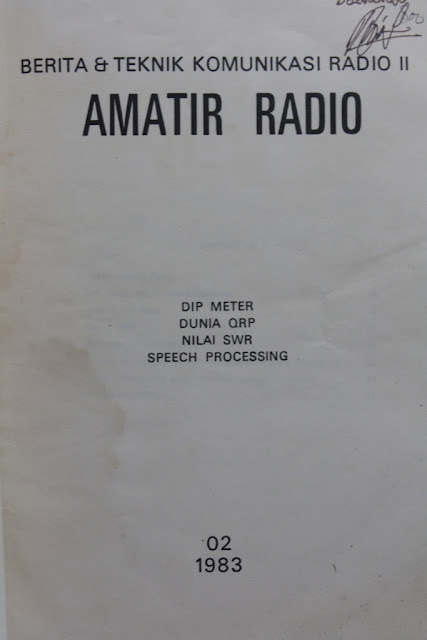 BERITA & TEKNIK KOMUNIKASI RADIO II
AMATIR RADIO
DIP METER
DUNIA QRP
NILAI SWR
SPEECH PROCESSING
02
1983